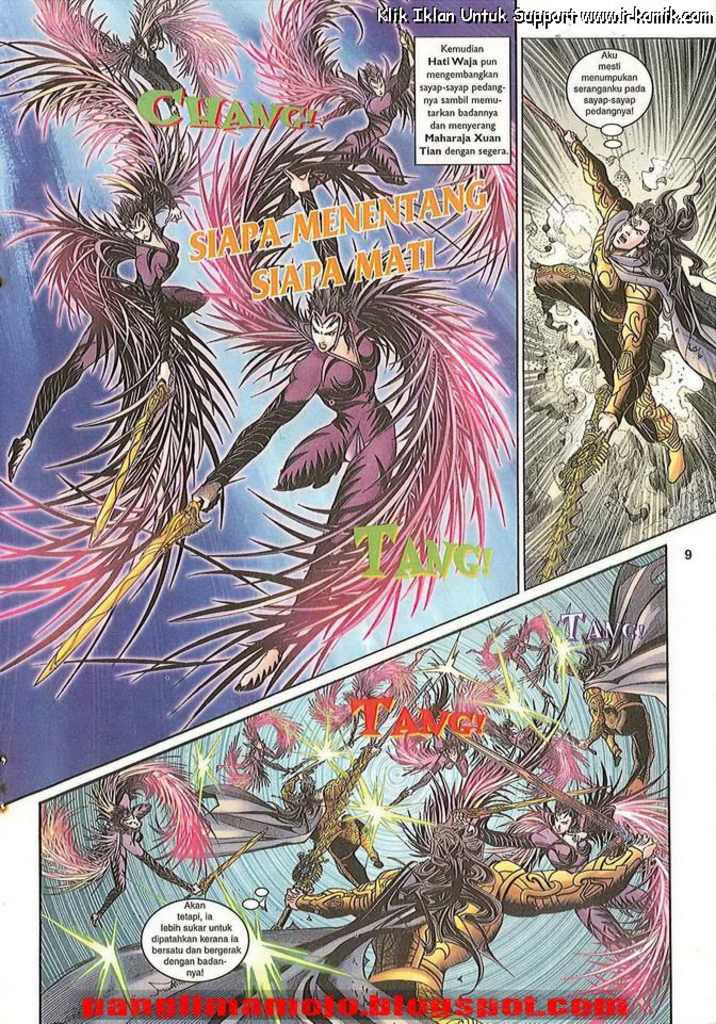 Klik Iklan Untuk Support www.ir-komik.com
Kemudian
Hati Waja pun
mengembangkan
sayap-sayap pedang-
nya sambil memu-
tarkan badannya
dan menyerang
Maharaja Xuan
Tian dengan segera.
CHANG!
SIAPA MENENTANG
SIAPA MATI
TANG!
Aku
mesti
menumpukan
seranganku pada
sayap-sayap
pedangnya!
9
TANG!
TANG!
Akan
tetapi, ia
lebih sukar untuk
dipatahkan kerana ia
bersatu dan bergerak
dengan badan-
nya!
panglimamojo.blogspot.com